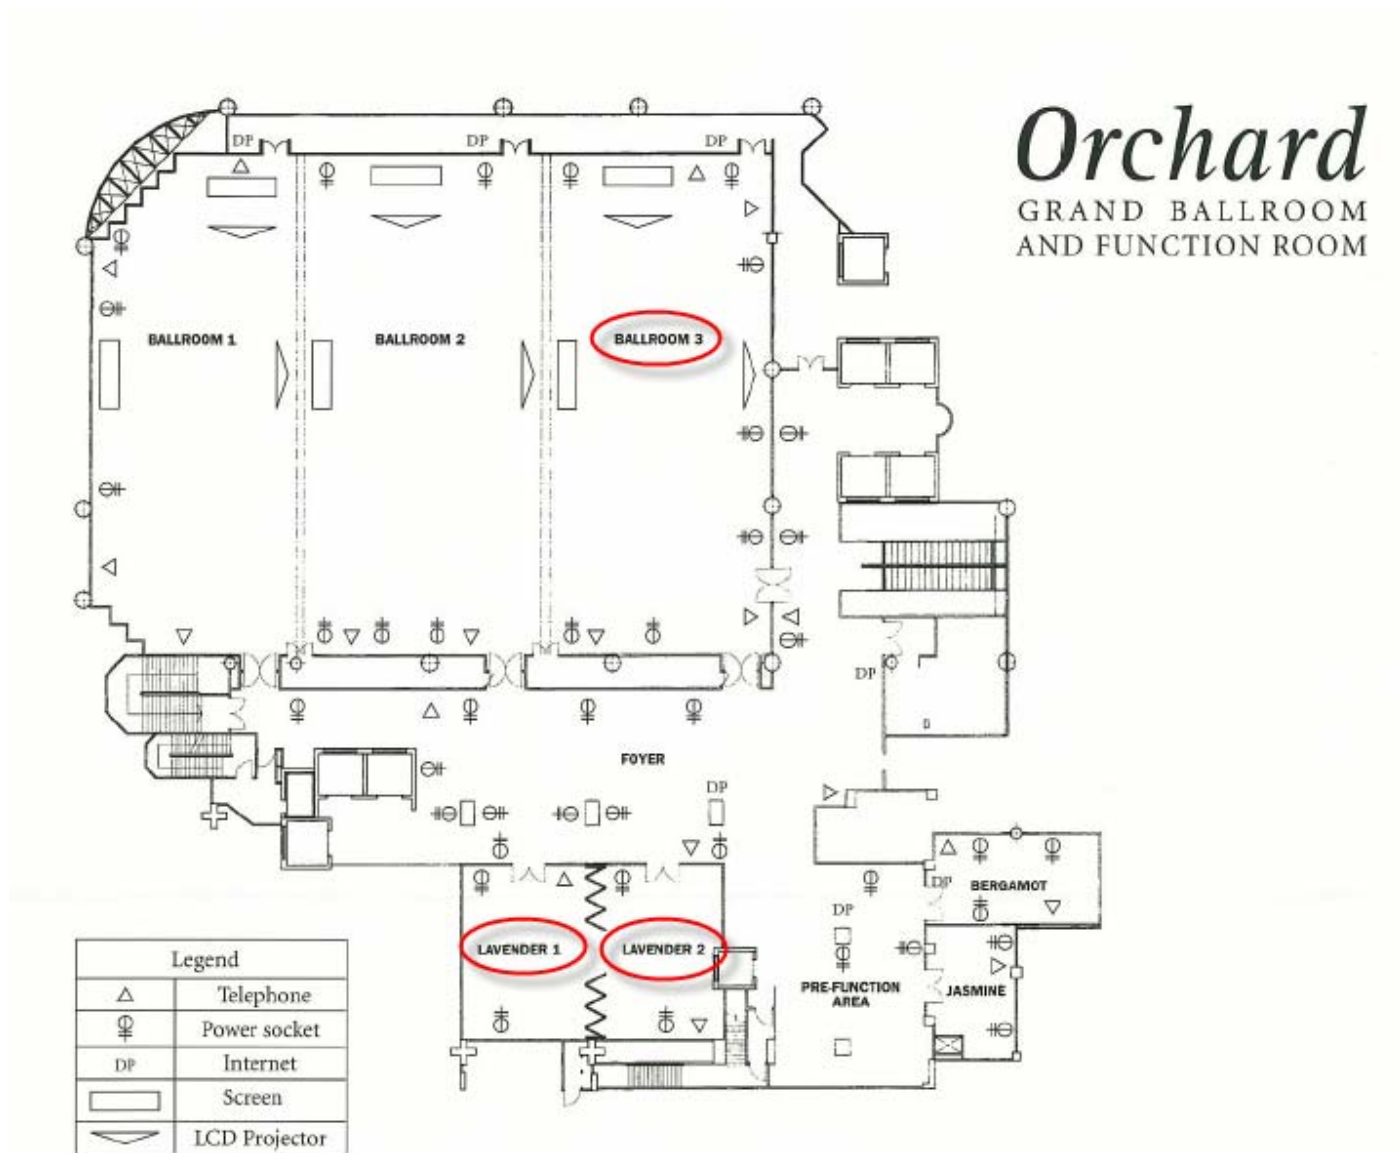 Orchard
GRAND BALLROOM
AND FUNCTION ROOM
DP
DP
DP
BALLROOM 1
BALLROOM 2
BALLROOM 3
DP
FOYER
DP
DP
BERGAMOT
DP
LAVENDER 1
LAVENDER 2
PRE-FUNCTION
AREA
JASMINE
Legend
Telephone
Power socket
DP Internet
Screen
LCD Projector